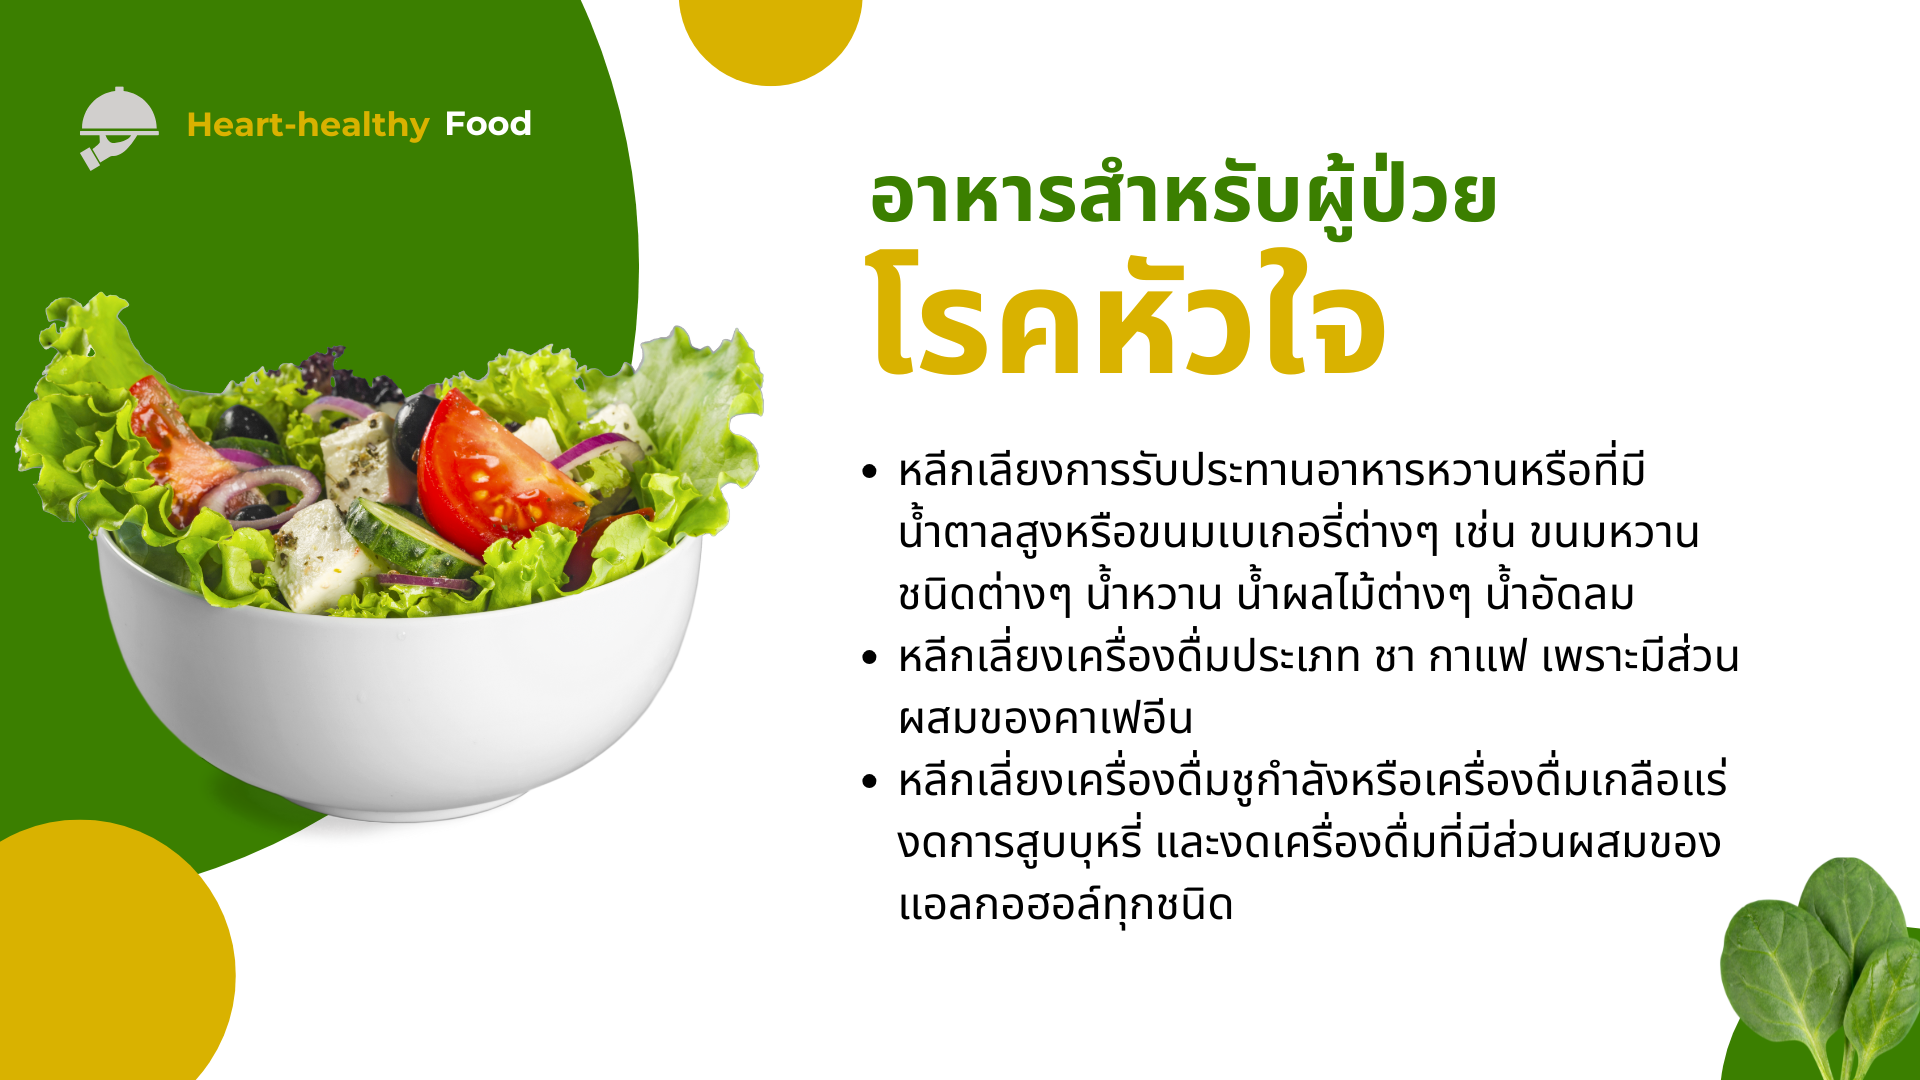 Heart-healthy Food
อาหารสำหรับผู้ป่วย
โรคหัวใจ
• หลีกเลียงการรับประทานอาหารหวานหรือที่มี
น้ำตาลสูงหรือขนมเบเกอรี่ต่างๆ เช่น ขนมหวาน
ชนิดต่างๆ น้ำหวาน น้ำผลไม้ต่างๆ น้ำอัดลม
• หลีกเลี่ยงเครื่องดื่มประเภท ชา กาแฟ เพราะมีส่วน
ผสมของคาเฟอีน
• หลีกเลี่ยงเครื่องดื่มชูกำลังหรือเครื่องดื่มเกลือแร่
งดการสูบบุหรี่ และงดเครื่องดื่มที่มีส่วนผสมของ
แอลกอฮอล์ทุกชนิด